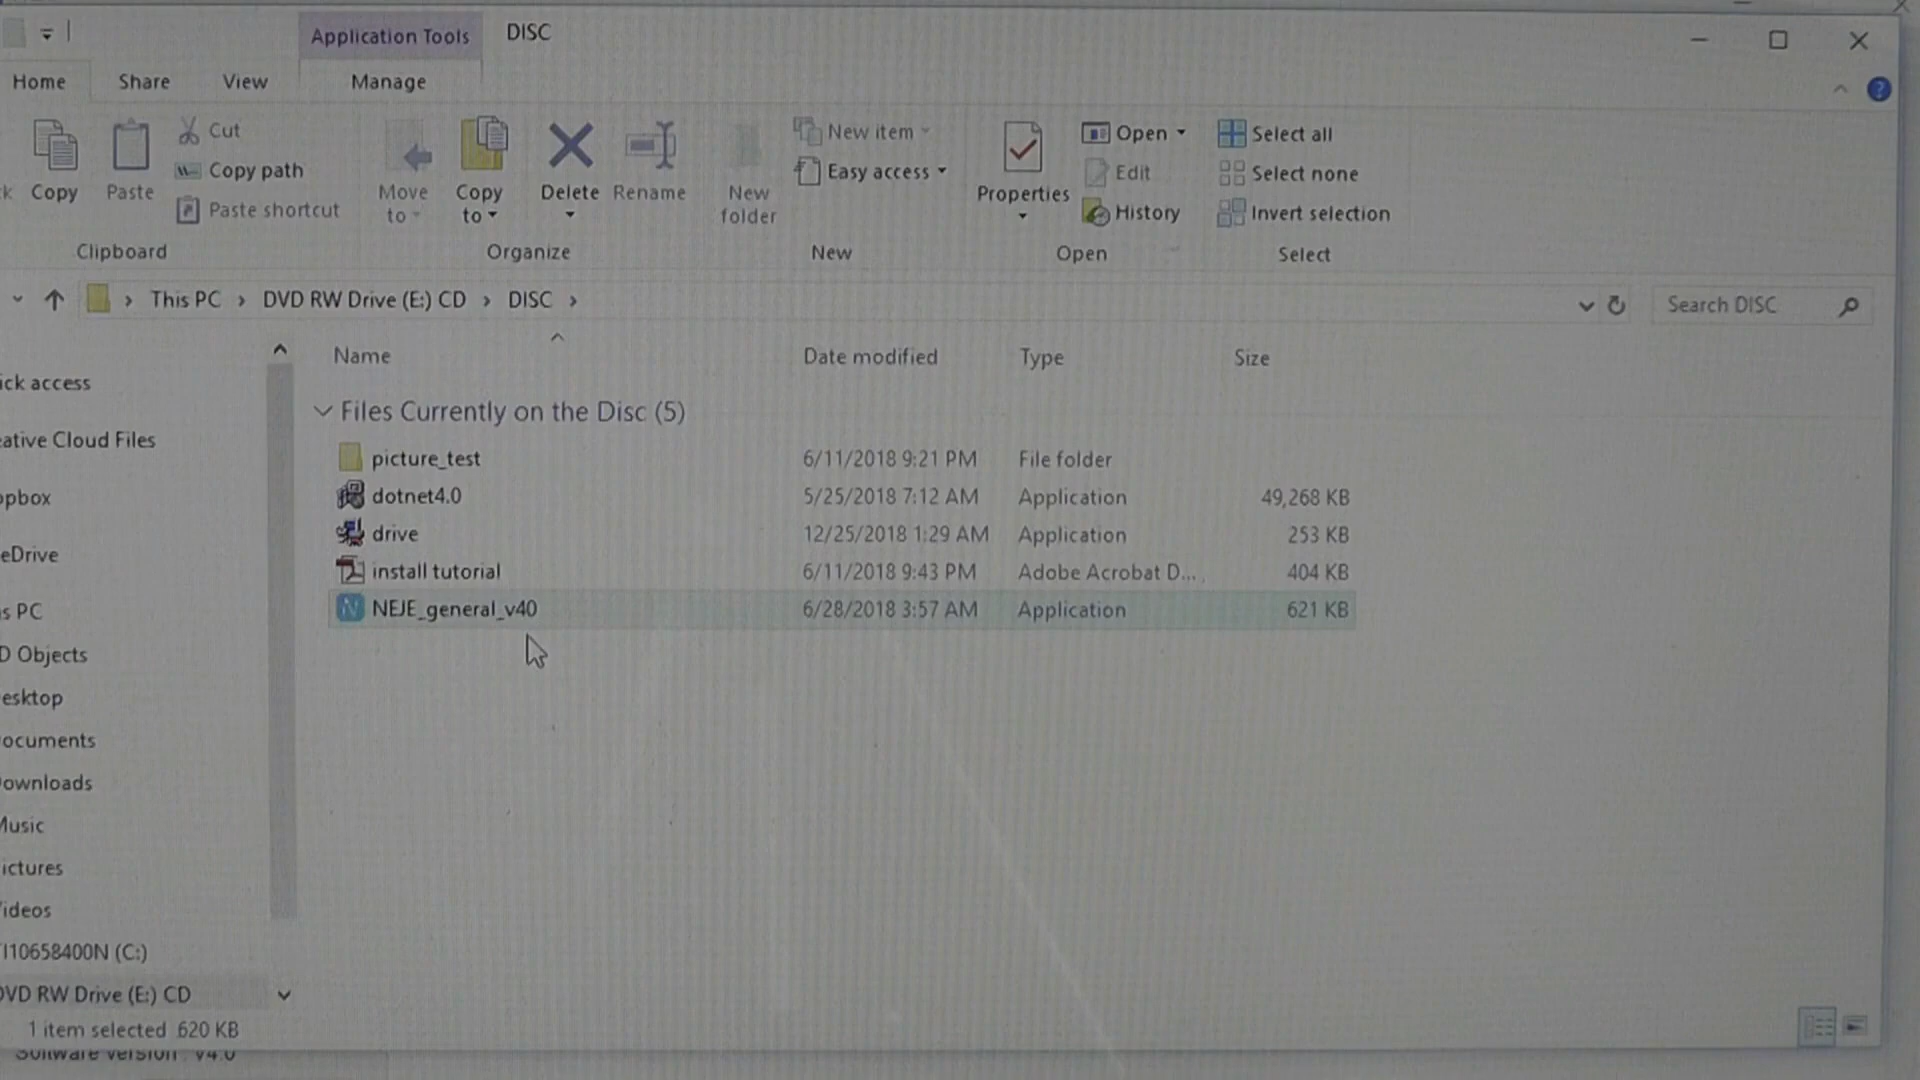 Application Tools DISC
Home Share View Manage
Copy
Paste
Cut
Copy path
Paste shortcut
Clipboard
Move to
Copy to
Delete
Rename
Organize
New folder
New item
Easy access
New
Properties
Open
Edit
History
Open
Select all
Select none
Invert selection
Select
This PC > DVD RW Drive (E:) CD > DISC >
Search DISC
Name Date modified Type Size
Files Currently on the Disc (5)
picture_test 6/11/2018 9:21 PM File folder
dotnet4.0 5/25/2018 7:12 AM Application 49,268 KB
drive 12/25/2018 1:29 AM Application 253 KB
install tutorial 6/11/2018 9:43 PM Adobe Acrobat D... 404 KB
NEJE_general_v40 6/28/2018 3:57 AM Application 621 KB
ick access
ative Cloud Files
opbox
eDrive
s PC
D Objects
esktop
ocuments
ownloads
Music
ictures
ideos
I10658400N (C:)
DVD RW Drive (E:) CD
1 item selected 620 KB
Software version : V4.0